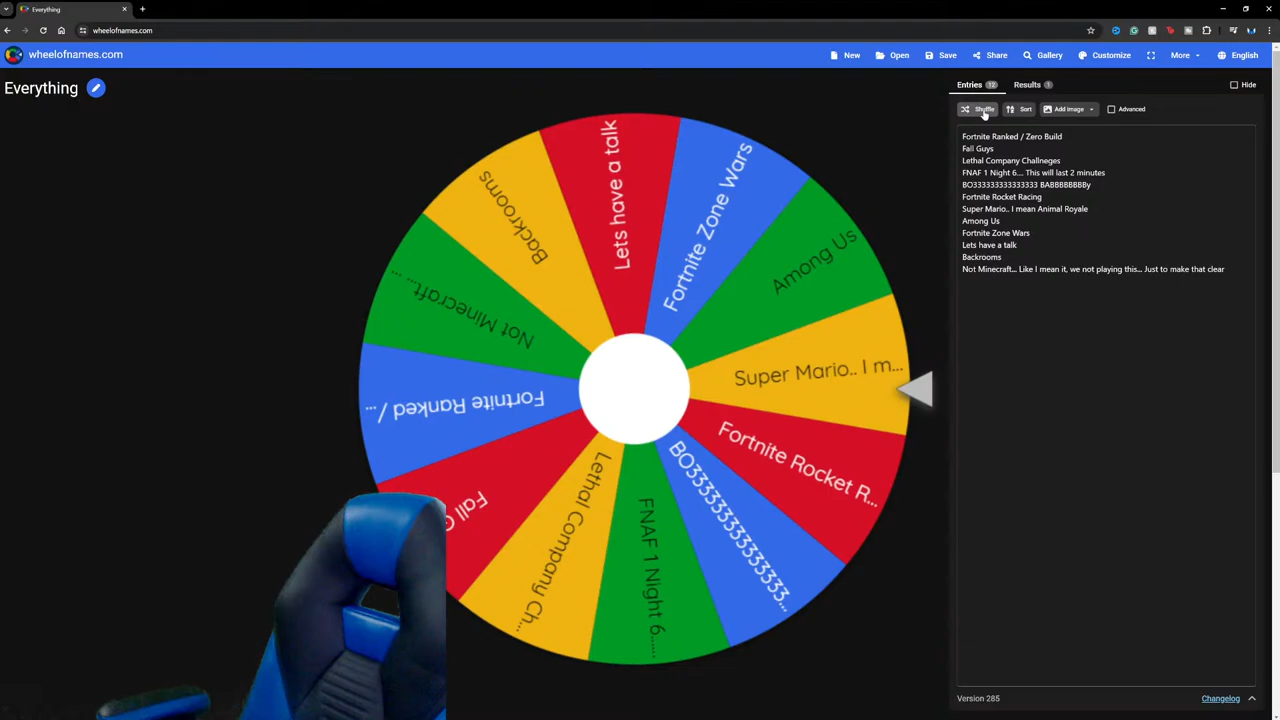 Everything
wheelofnames.com
wheelofnames.com
New
Open
Save
Share
Gallery
Customize
More
English
Everything
Entries 12
Results 1
Hide
Shuffle
Sort
Add image
Advanced
Fortnite Ranked / Zero Build
Fall Guys
Lethal Company Challneges
FNAF 1 Night 6.... This will last 2 minutes
Fortnite Rocket Racing
Super Mario.. I mean Animal Royale
Among Us
Fortnite Zone Wars
Lets have a talk
Backrooms
Not Minecraft... Like I mean it, we not playing this... Just to make that clear
Lets have a talk
Fortnite Zone Wars
Among Us
Super Mario.. I m...
Fortnite Rocket R...
FNAF 1 Night 6......
Lethal Company Ch...
Fall G
Fortnite Ranked /...
Not Minecraft... ...
Backrooms
Version 285
Changelog